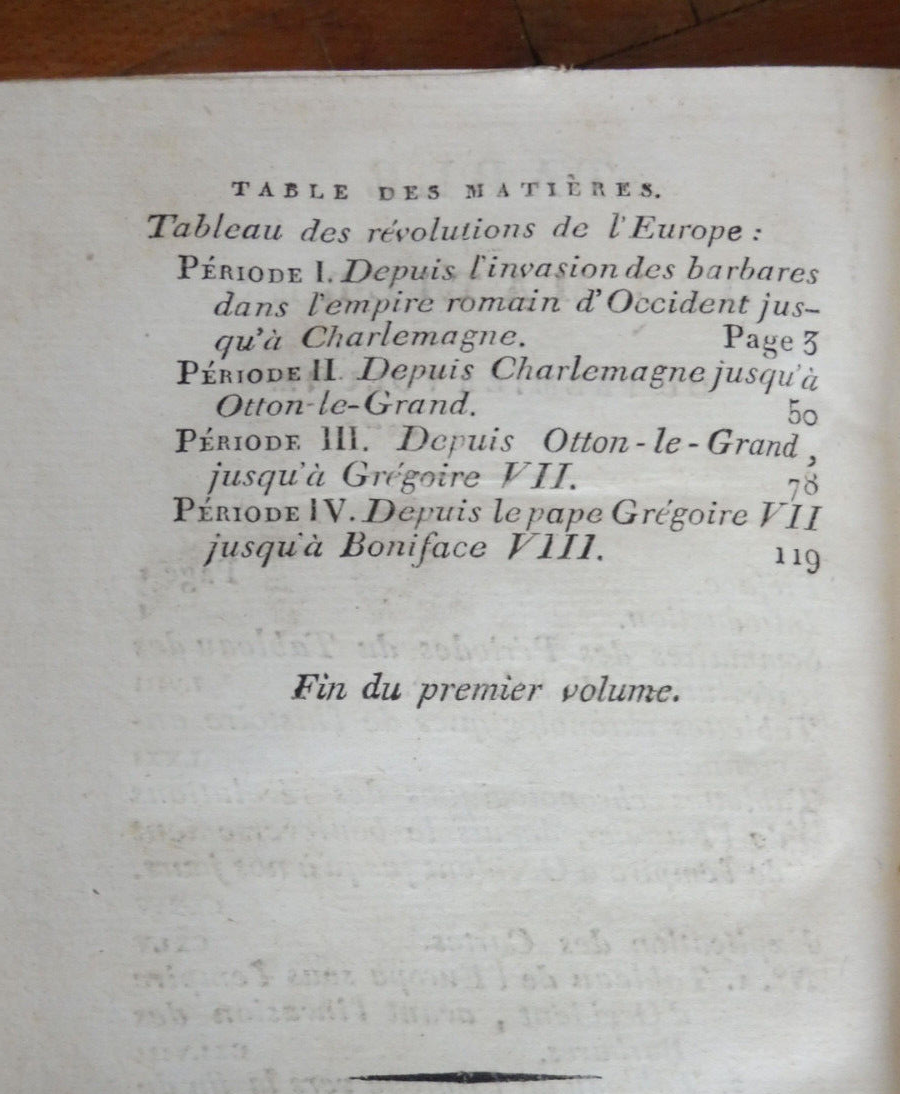 TABLE DES MATIÈRES.
Tableau des révolutions de l'Europe :
PÉRIODE I. Depuis l'invasion des barbares
dans l'empire romain d'Occident jus-
qu'à Charlemagne. Page 3
PÉRIODE II. Depuis Charlemagne jusqu'à
Otton-le-Grand. 50
PÉRIODE III. Depuis Otton-le-Grand,
jusqu'à Grégoire VII. 78
PÉRIODE IV. Depuis le pape Grégoire VII
jusqu'à Boniface VIII. 119
Fin du premier volume.